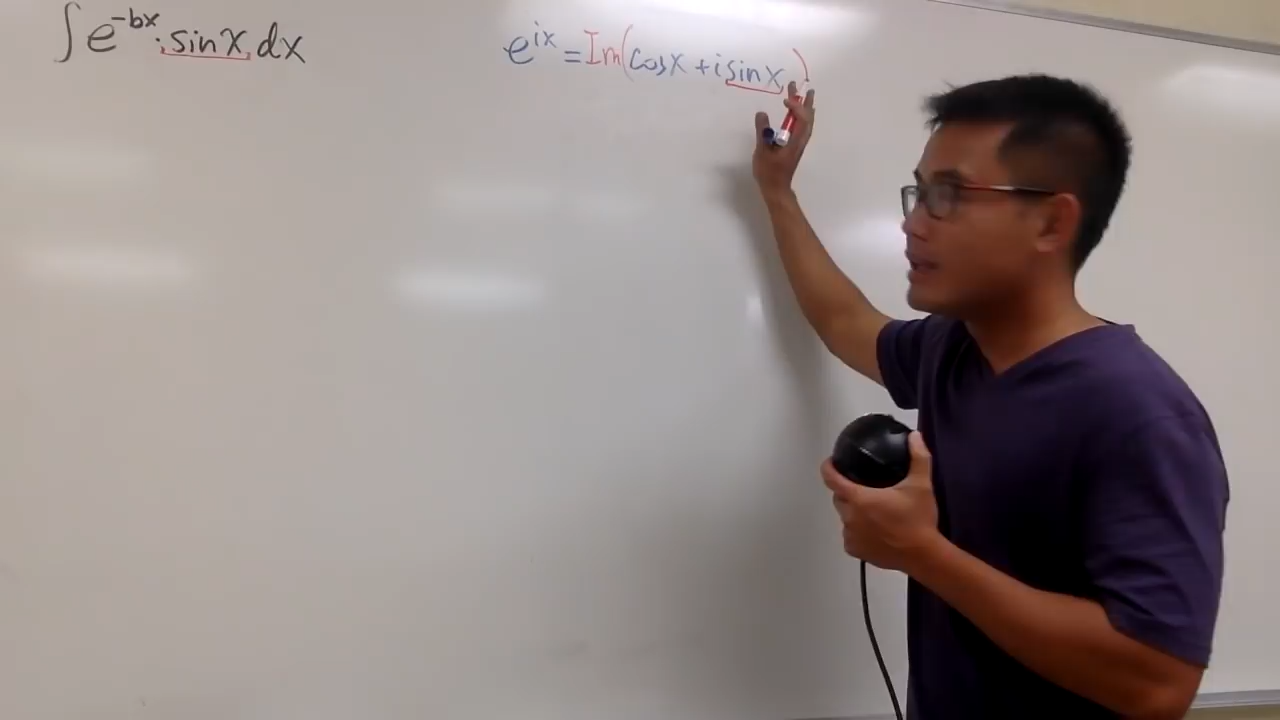 ∫e^{-bx}·sinx dx
e^{ix} = Im(cosx + isinx)